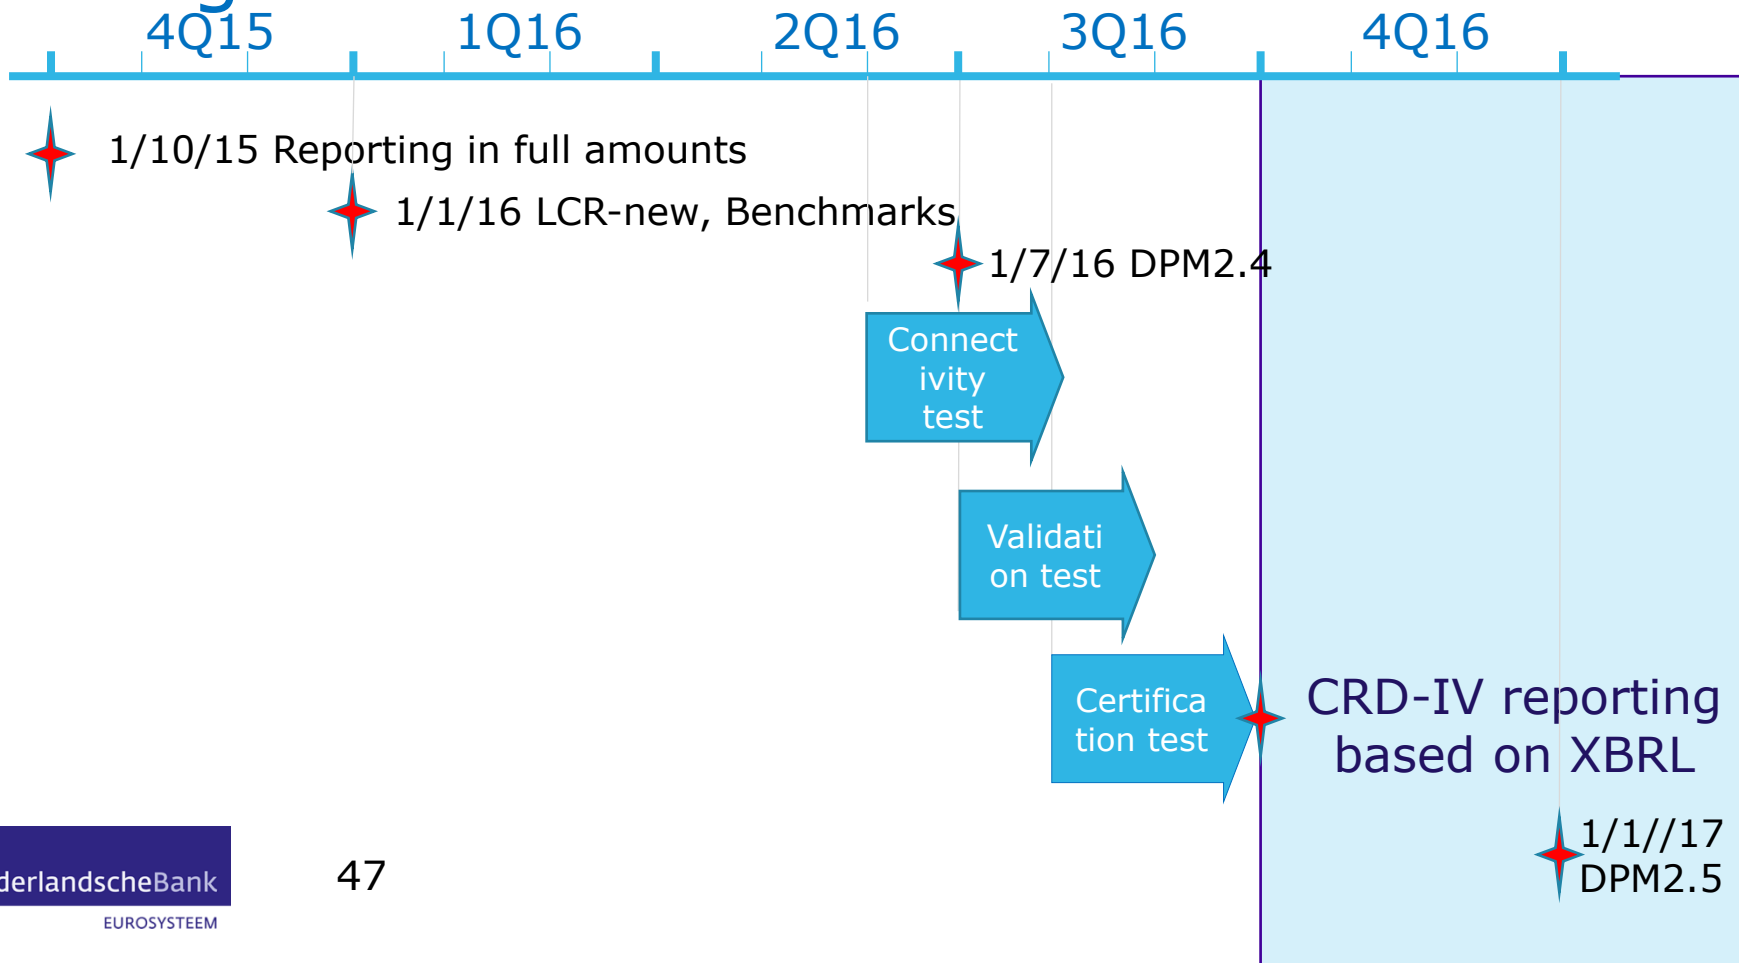 4Q15 1Q16 2Q16 3Q16 4Q16
1/10/15 Reporting in full amounts
1/1/16 LCR-new, Benchmarks
1/7/16 DPM2.4
Connect
ivity
test
Validati
on test
Certifica
tion test
CRD-IV reporting
based on XBRL
1/1//17
DPM2.5
derlandscheBank
EUROSYSTEEM
47